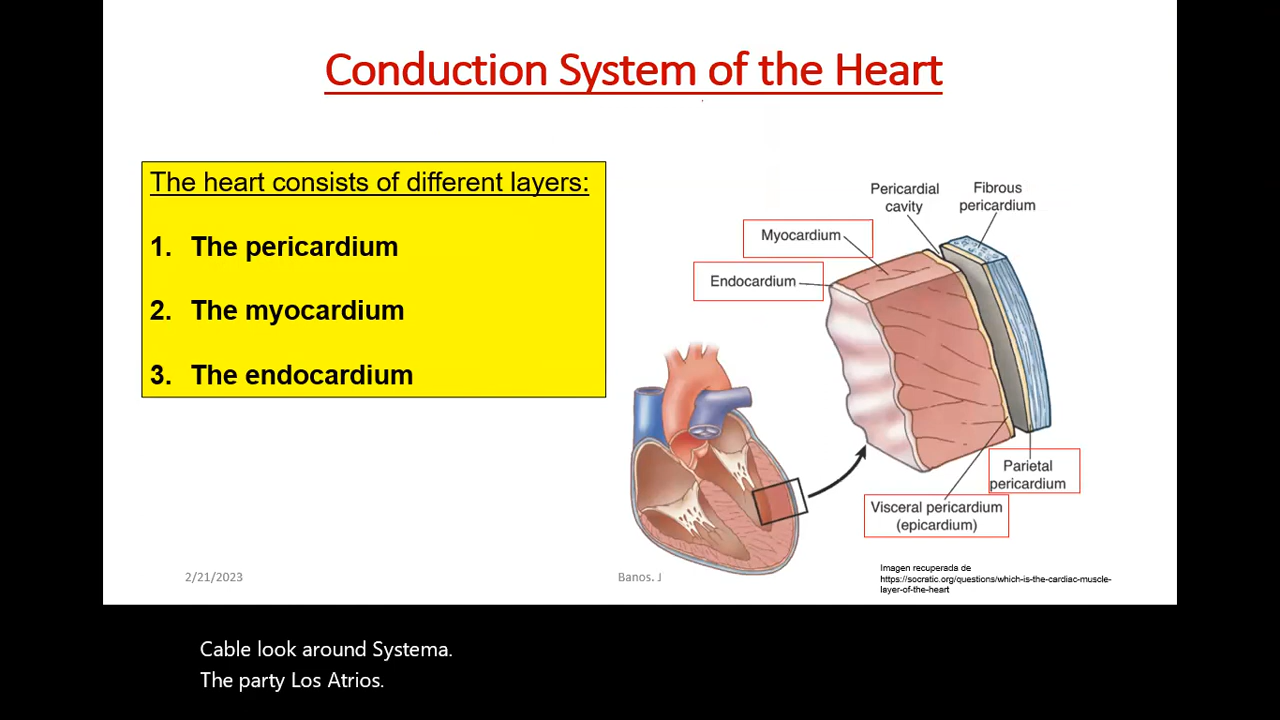 Conduction System of the Heart
The heart consists of different layers:
1. The pericardium
2. The myocardium
3. The endocardium
Pericardial
cavity
Fibrous
pericardium
Myocardium
Endocardium
Parietal
pericardium
Visceral pericardium
(epicardium)
Imagen recuperada de
https://socratic.org/questions/which-is-the-cardiac-muscle-
layer-of-the-heart
2/21/2023
Banos. J
Cable look around Systema.
The party Los Atrios.